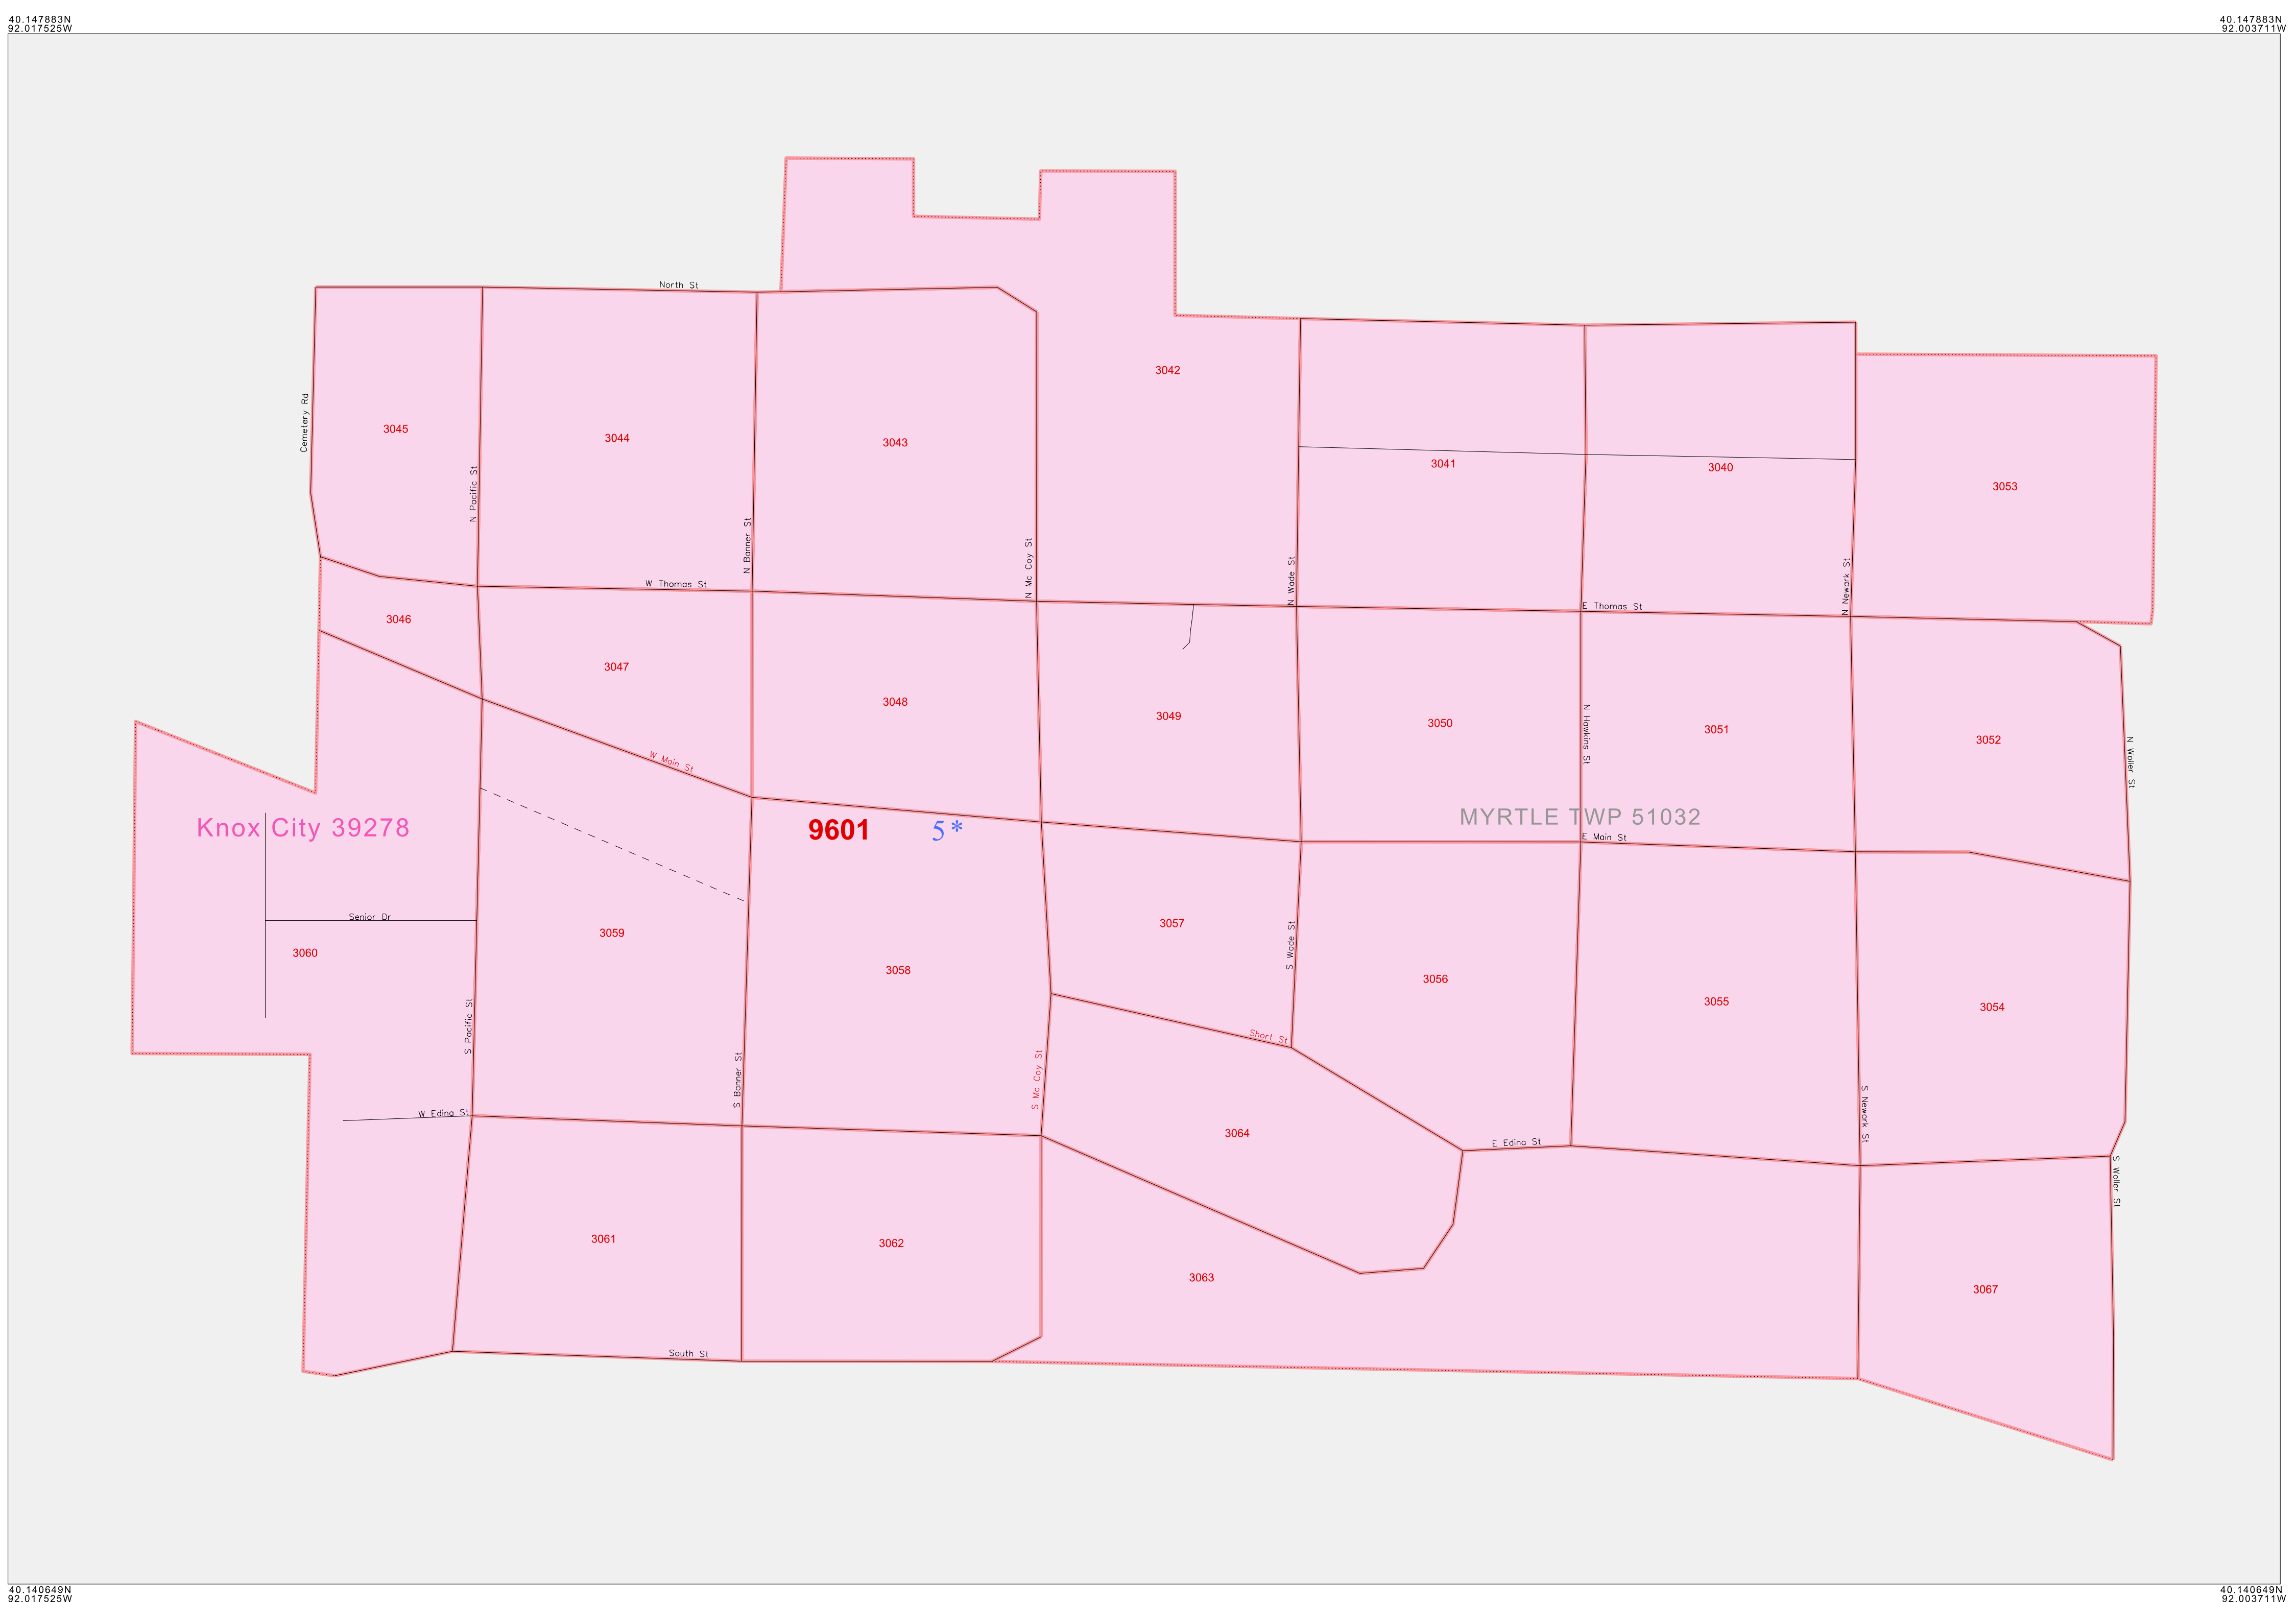 40.147883N
92.017525W
40.147883N
92.003711W
North St
3042
Cemetery Rd
3045
3044
3043
3041
3040
3053
N Pacific St
N Banner St
N Mc Coy St
N Wade St
N Newark St
W Thomas St
E Thomas St
3046
3047
3048
3049
3050
N Hawkins St
3051
3052
N Woller St
W Main St
Knox City 39278
9601
5*
MYRTLE TWP 51032
E Main St
Senior Dr
3060
3059
3058
3057
S Wade St
3056
3055
3054
S Pacific St
S Banner St
S Mc Coy St
Short St
W Edina St
3064
E Edina St
S Newark St
S Woller St
3061
3062
3063
3067
South St
40.140649N
92.017525W
40.140649N
92.003711W